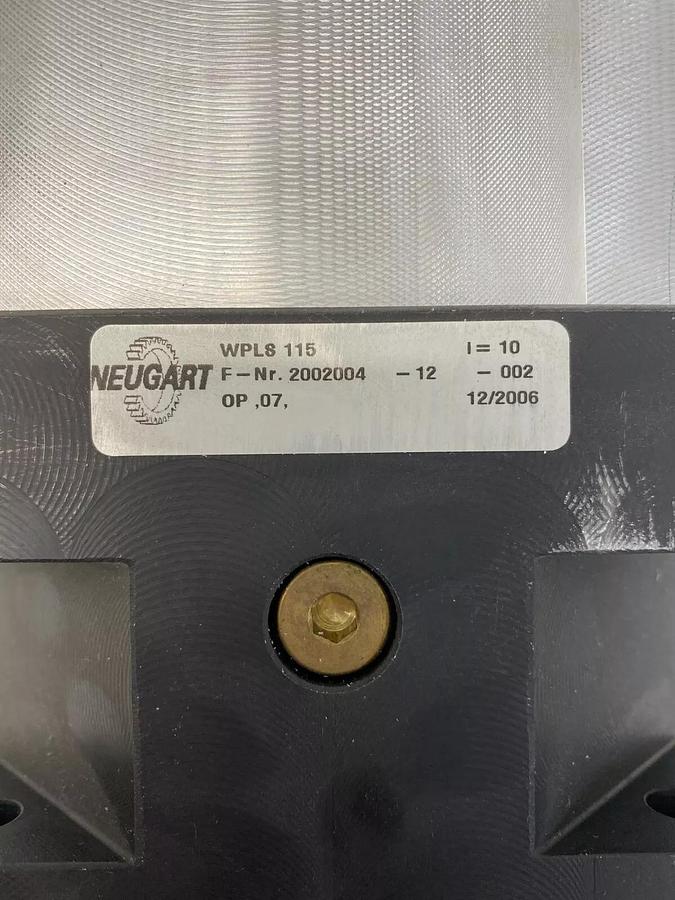 NEUGART
WPLS 115 I = 10
F-Nr. 2002004 -12 - 002
OP ,07, 12/2006